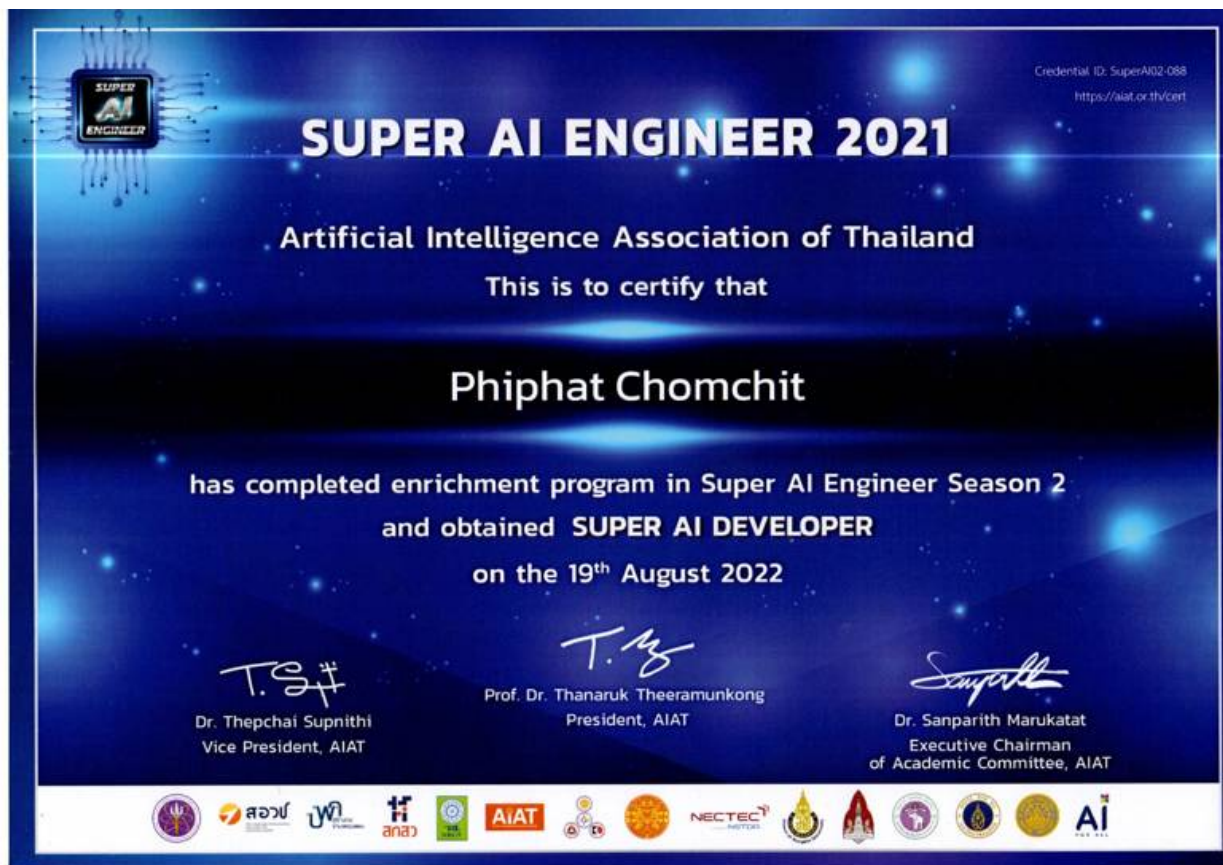 SUPER
AI
ENGINEER
Credential ID: SuperAI02-088
https://aiat.or.th/cert
SUPER AI ENGINEER 2021
Artificial Intelligence Association of Thailand
This is to certify that
Phiphat Chomchit
has completed enrichment program in Super AI Engineer Season 2
and obtained SUPER AI DEVELOPER
on the 19th August 2022
T.
Dr. Thepchai Supnithi
Vice President, AIAT
Prof. Dr. Thanaruk Theeramunkong
President, AIAT
Dr. Sanparith Marukatat
Executive Chairman
of Academic Committee, AIAT
สอวช
สกสว
AiAT
NECTEC
NSTDA
AI